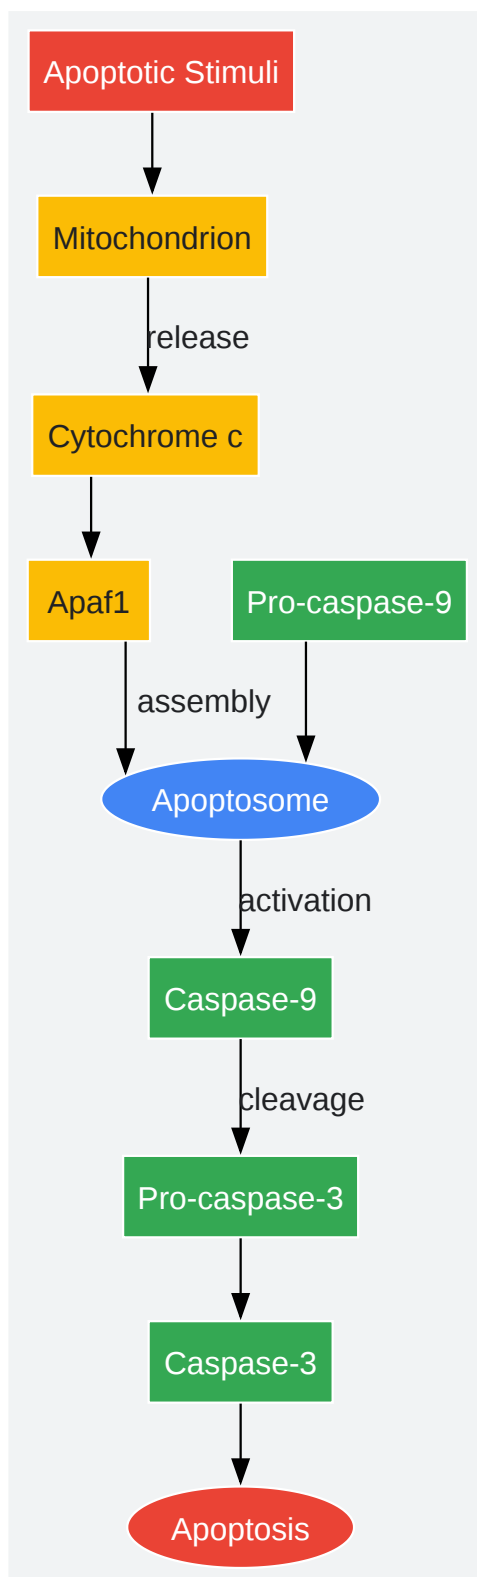 Apoptotic Stimuli
Mitochondrion
release
Cytochrome c
Apaf1
Pro-caspase-9
assembly
Apoptosome
activation
Caspase-9
cleavage
Pro-caspase-3
Caspase-3
Apoptosis